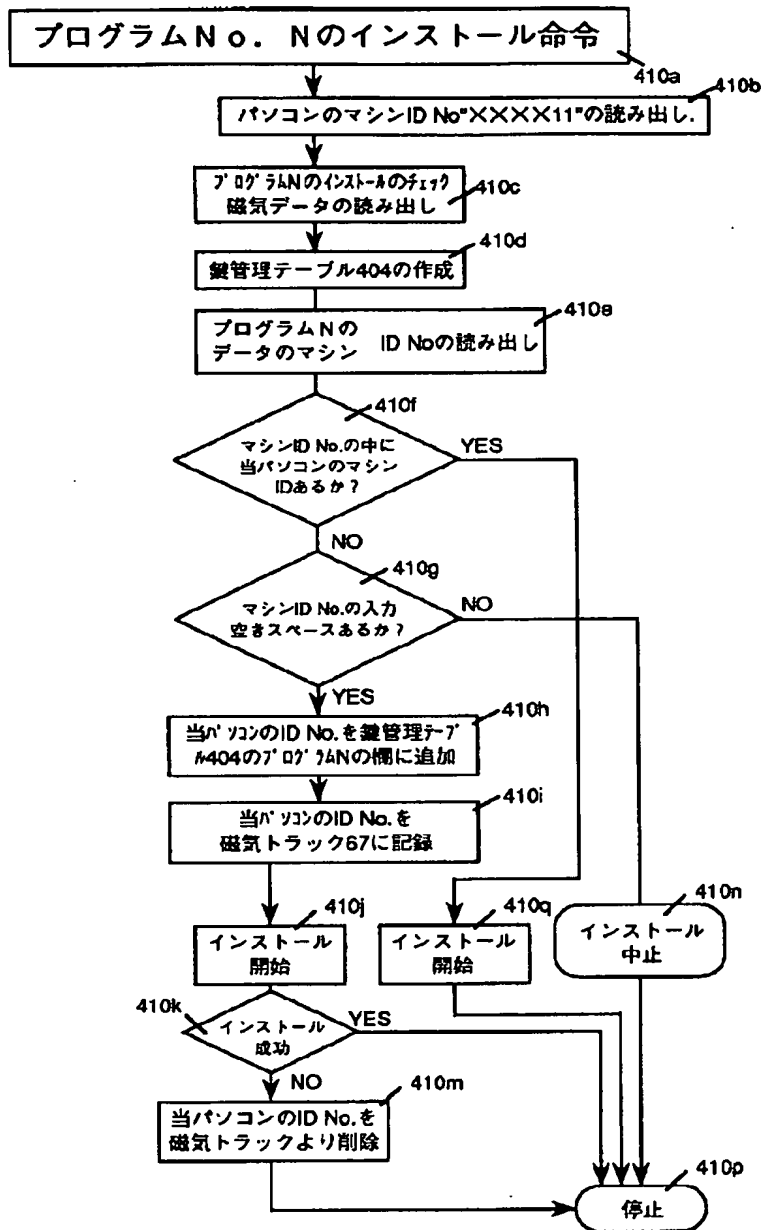 プログラムNo. Nのインストール命令
410a
410b
パソコンのマシンID No"××××11"の読み出し.
プログラムNのインストールのチェック
磁気データの読み出し
410c
410d
鍵管理テーブル404の作成
410e
プログラムNの
データのマシン ID Noの読み出し
410f
マシンID No.の中に
当パソコンのマシン
IDあるか?
YES
NO
410g
マシンID No.の入力
空きスペースあるか?
NO
YES
410h
当パソコンのID No.を鍵管理テーブ
ル404のプログラムNの欄に追加
410i
当パソコンのID No.を
磁気トラック67に記録
410j
インストール
開始
410q
インストール
開始
410n
インストール
中止
410k
インストール
成功
YES
NO
410m
当パソコンのID No.を
磁気トラックより削除
410p
停止